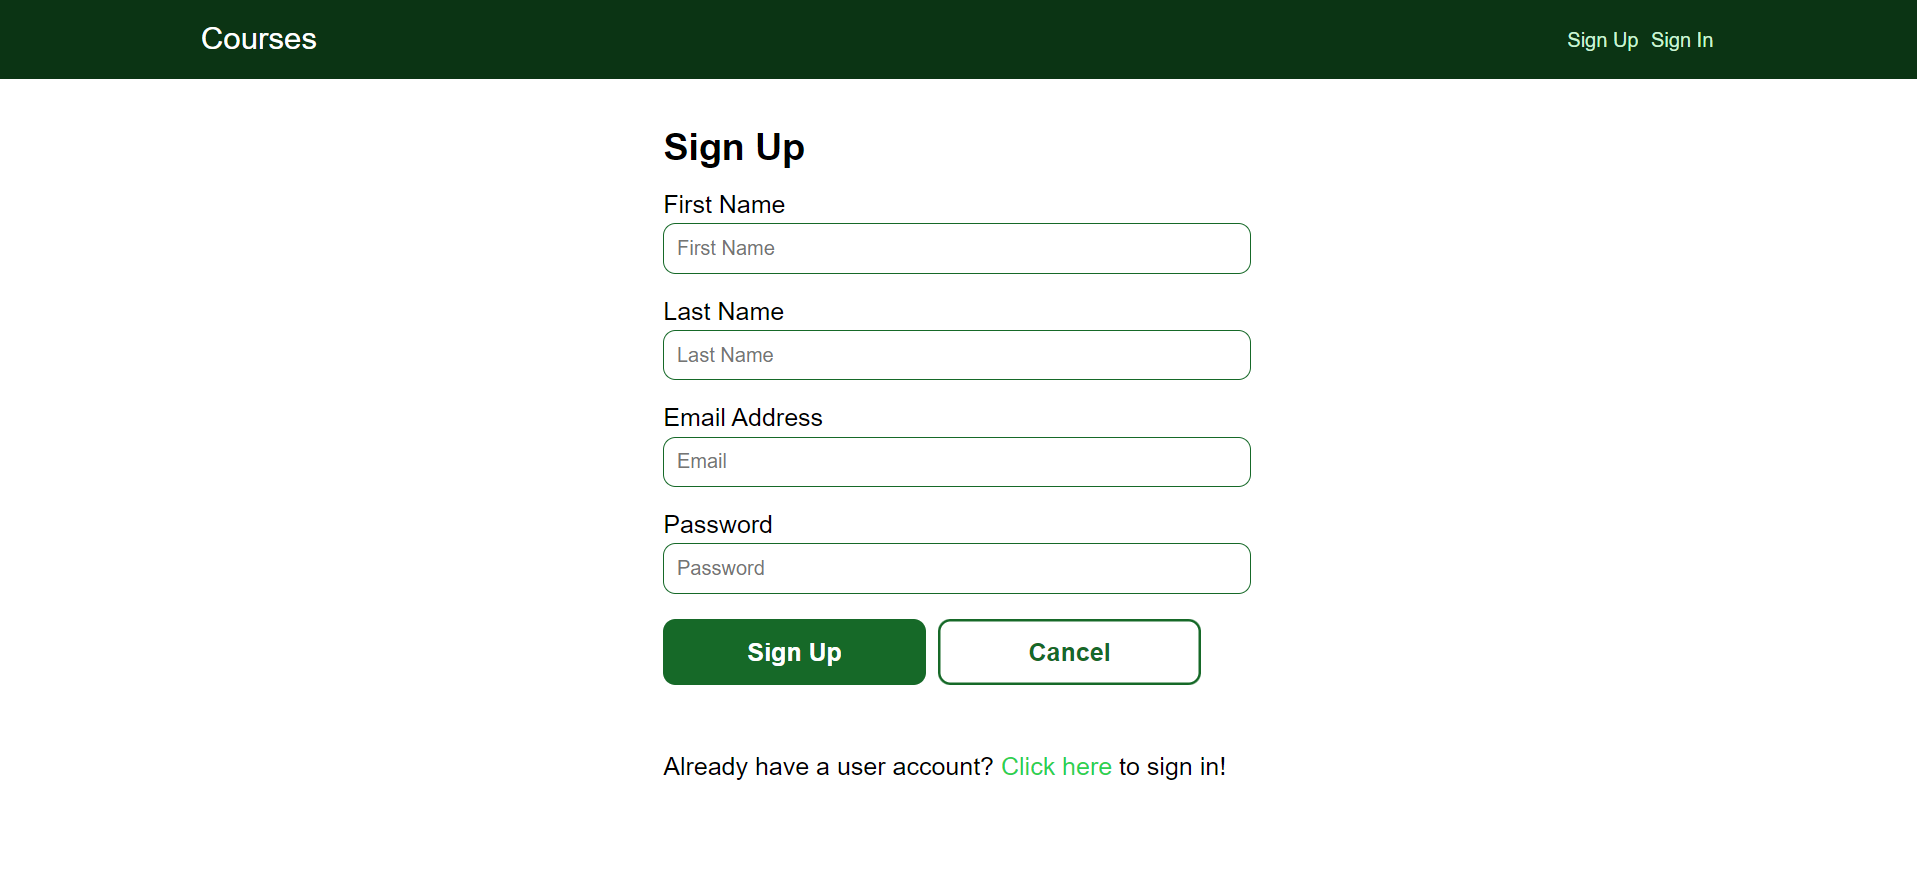 Courses
Sign Up Sign In
Sign Up
First Name
First Name
Last Name
Last Name
Email Address
Email
Password
Password
Sign Up
Cancel
Already have a user account? Click here to sign in!